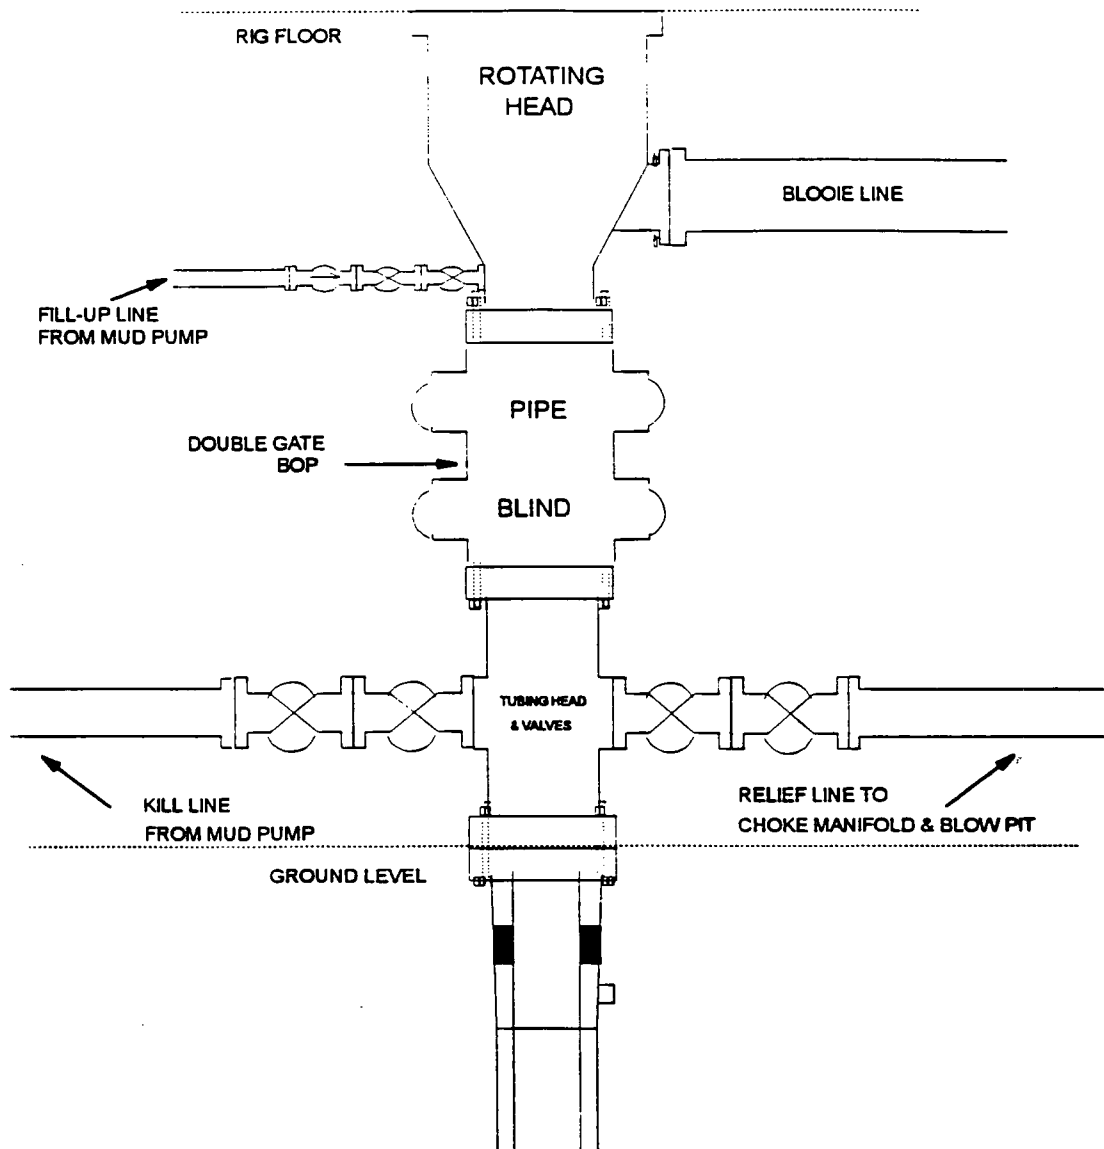 RIG FLOOR
ROTATING
HEAD
BLOOIE LINE
FILL-UP LINE
FROM MUD PUMP
PIPE
DOUBLE GATE
BOP
BLIND
TUBING HEAD
& VALVES
KILL LINE
FROM MUD PUMP
RELIEF LINE TO
CHOKE MANIFOLD & BLOW PIT
GROUND LEVEL